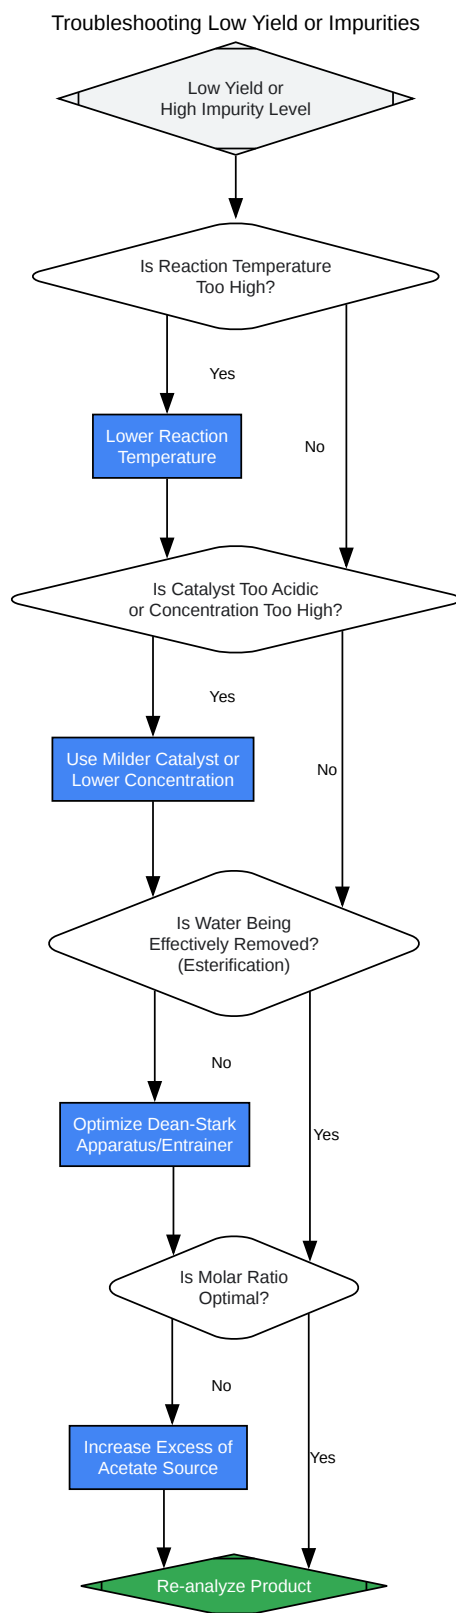 Troubleshooting Low Yield or Impurities
Low Yield or
High Impurity Level
Is Reaction Temperature
Too High?
Yes
Lower Reaction
Temperature
No
Is Catalyst Too Acidic
or Concentration Too High?
Yes
Use Milder Catalyst or
Lower Concentration
No
Is Water Being
Effectively Removed?
(Esterification)
No
Optimize Dean-Stark
Apparatus/Entrainer
Yes
Is Molar Ratio
Optimal?
No
Increase Excess of
Acetate Source
Yes
Re-analyze Product